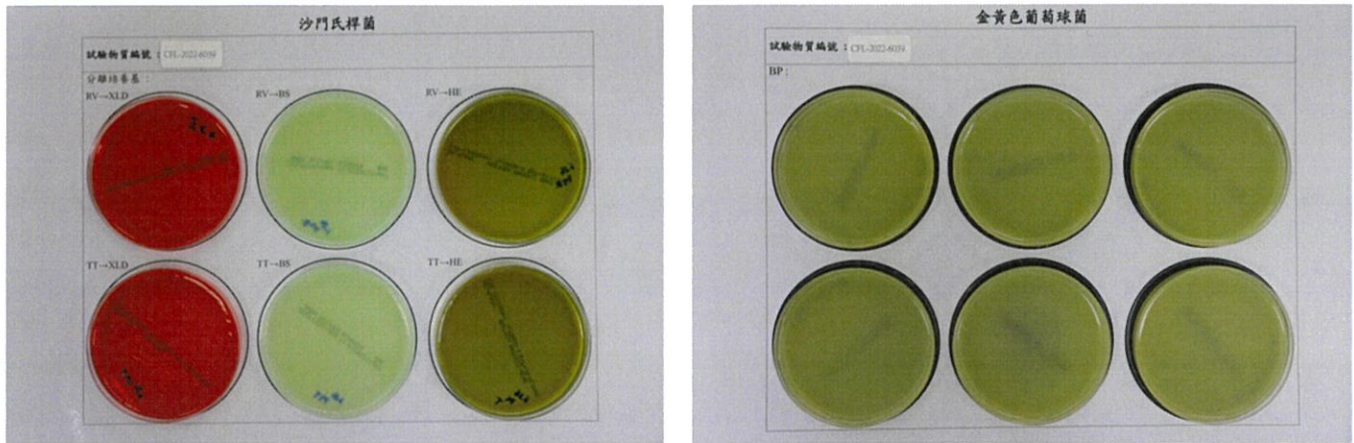 沙門氏桿菌
試驗物質編號：CFL-2022-6059
分離培養基：
RV→XLD
RV→BS
RV→HE
TT→XLD
TT→BS
TT→HE
金黃色葡萄球菌
試驗物質編號：CFL-2022-6059
BP：